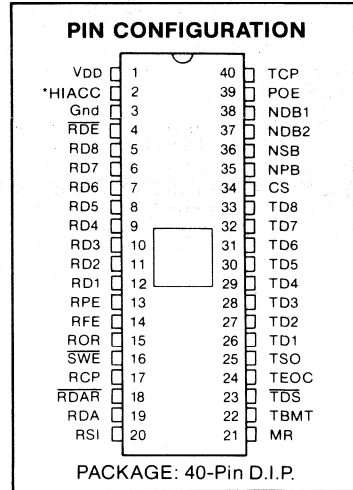 PIN CONFIGURATION
VDD 1 40 TCP
*HIACC 2 39 POE
Gnd 3 38 NDB1
R̅D̅E̅ 4 37 NDB2
RD8 5 36 NSB
RD7 6 35 NPB
RD6 7 34 CS
RD5 8 33 TD8
RD4 9 32 TD7
RD3 10 31 TD6
RD2 11 30 TD5
RD1 12 29 TD4
RPE 13 28 TD3
RFE 14 27 TD2
ROR 15 26 TD1
S̅W̅E̅ 16 25 TSO
RCP 17 24 TEOC
R̅D̅A̅R̅ 18 23 T̅D̅S̅
RDA 19 22 TBMT
RSI 20 21 MR
PACKAGE: 40-Pin D.I.P.